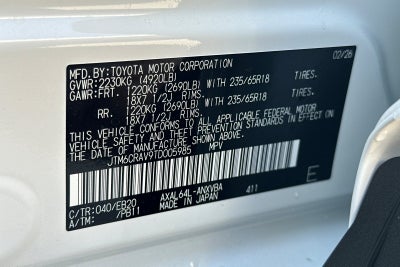 MFD. BY: TOYOTA MOTOR CORPORATION 02/26
GVWR: 2230KG (4920LB)
GAWR: FRT. 1220KG (2690LB) WITH 235/65R18 TIRES.
18X7 1/2J RIMS.
RR. 1220KG (2690LB) WITH 235/65R18 TIRES.
18X7 1/2J RIMS.
THIS VEHICLE CONFORMS TO ALL APPLICABLE FEDERAL MOTOR
VEHICLE SAFETY AND THEFT PREVENTION STANDARDS IN EFFECT ON
THE DATE OF MANUFACTURE SHOWN ABOVE.
JTM6CRAV9TD005985 MPV
C/TR: 040/EB20 AXAL64L-ANXVBA 411 E
A/TM: /PB11 MADE IN JAPAN